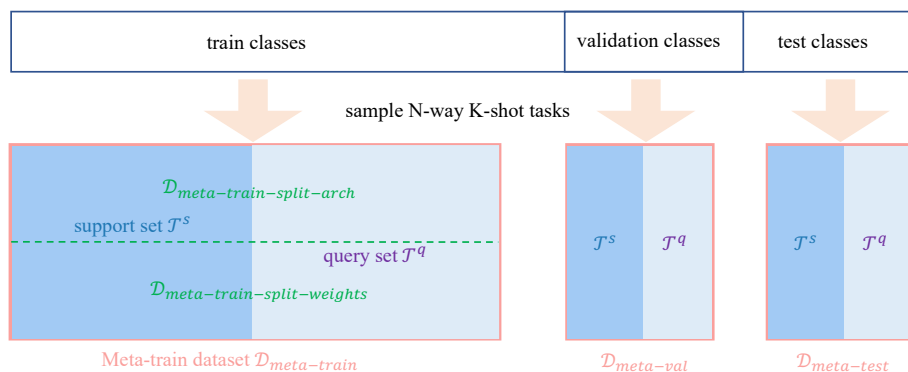 train classes
validation classes
test classes
sample N-way K-shot tasks
𝒟meta−train−split−arch
support set 𝒯s
query set 𝒯q
𝒟meta−train−split−weights
𝒯s
𝒯q
𝒯s
𝒯q
Meta-train dataset 𝒟meta−train
𝒟meta−val
𝒟meta−test